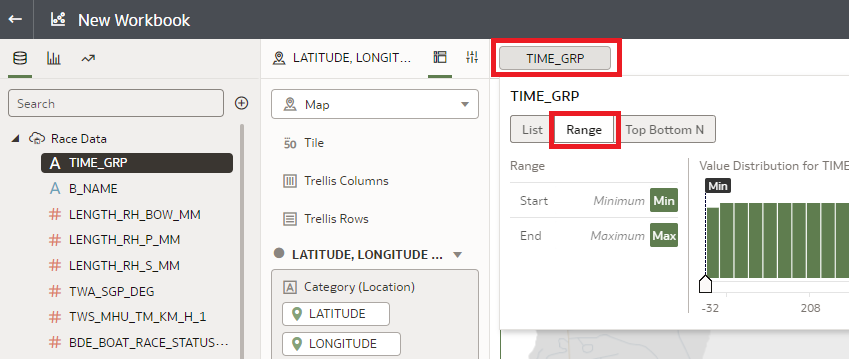 New Workbook
LATITUDE, LONGIT...
TIME_GRP
Search
Map
TIME_GRP
List
Range
Top Bottom N
Race Data
Tile
TIME_GRP
Trellis Columns
Range
Value Distribution for TIME
B_NAME
Trellis Rows
Start
Minimum
Min
Min
LENGTH_RH_BOW_MM
End
Maximum
Max
LENGTH_RH_P_MM
LATITUDE, LONGITUDE ...
LENGTH_RH_S_MM
Category (Location)
TWA_SGP_DEG
LATITUDE
-32
208
TWS_MHU_TM_KM_H_1
LONGITUDE
BDE_BOAT_RACE_STATUS...